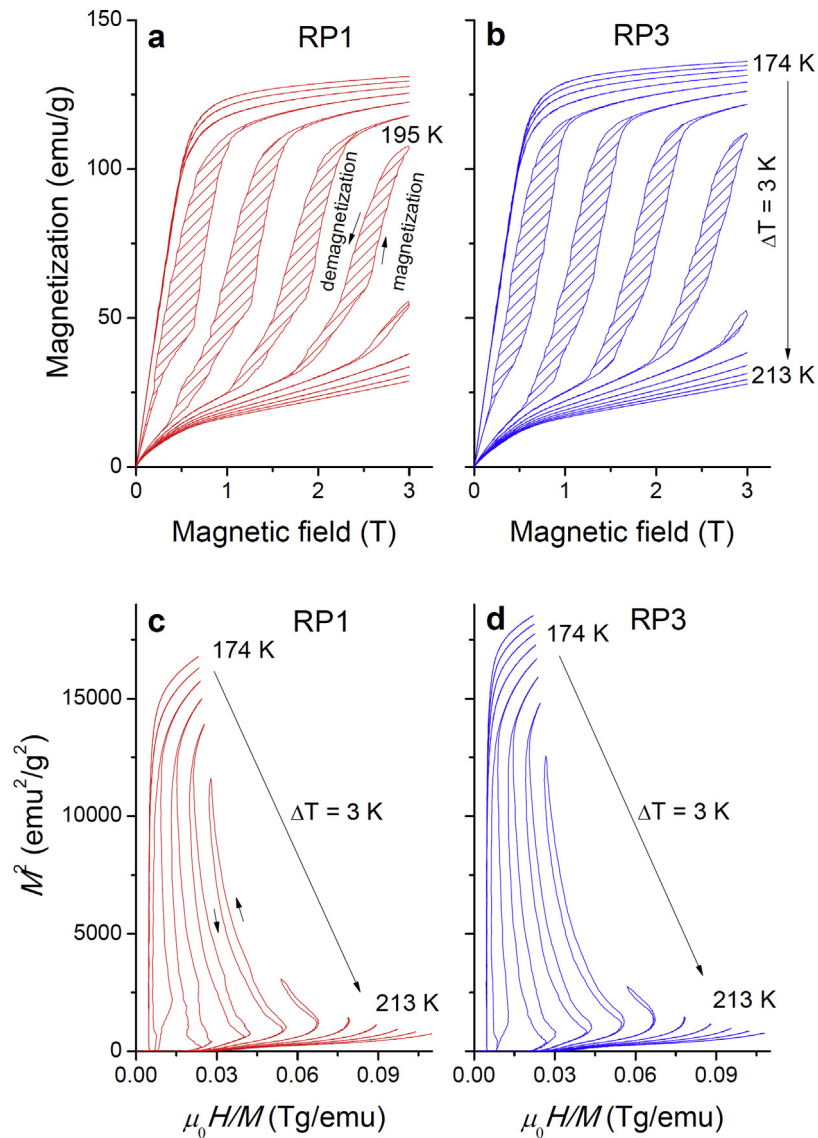 a RP1
b RP3
150
100
50
0
Magnetization (emu/g)
195 K
demagnetization
magnetization
174 K
ΔT = 3 K
213 K
0 1 2 3
0 1 2 3
Magnetic field (T)
Magnetic field (T)
c RP1
d RP3
174 K
174 K
15000
10000
5000
0
M² (emu²/g²)
ΔT = 3 K
ΔT = 3 K
213 K
213 K
0.00 0.03 0.06 0.09
0.00 0.03 0.06 0.09
μ₀H/M (Tg/emu)
μ₀H/M (Tg/emu)